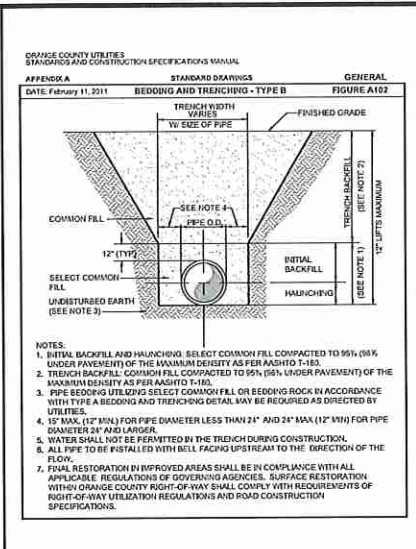 ORANGE COUNTY UTILITIES
STANDARDS AND CONSTRUCTION SPECIFICATIONS MANUAL
APPENDIX A STANDARD DRAWINGS GENERAL
DATE: February 11, 2011 BEDDING AND TRENCHING - TYPE B FIGURE A102
TRENCH WIDTH
VARIES
W/ SIZE OF PIPE
FINISHED GRADE
COMMON FILL
SEE NOTE 4
PIPE O.D.
12" (TYP)
SELECT COMMON
FILL
UNDISTURBED EARTH
(SEE NOTE 3)
INITIAL
BACKFILL
HAUNCHING
TRENCH BACKFILL
(SEE NOTE 2)
(SEE NOTE 1)
12" LIFTS MAXIMUM
NOTES:
1. INITIAL BACKFILL AND HAUNCHING: SELECT COMMON FILL COMPACTED TO 95% (98%
UNDER PAVEMENT) OF THE MAXIMUM DENSITY AS PER AASHTO T-180.
2. TRENCH BACKFILL: COMMON FILL COMPACTED TO 95% (98% UNDER PAVEMENT) OF THE
MAXIMUM DENSITY AS PER AASHTO T-180.
3. PIPE BEDDING UTILIZING SELECT COMMON FILL OR BEDDING ROCK IN ACCORDANCE
WITH TYPE A BEDDING AND TRENCHING DETAIL MAY BE REQUIRED AS DIRECTED BY
UTILITIES.
4. 15" MAX. (12" MIN.) FOR PIPE DIAMETER LESS THAN 24" AND 24" MAX (12" MIN) FOR PIPE
DIAMETER 24" AND LARGER.
5. WATER SHALL NOT BE PERMITTED IN THE TRENCH DURING CONSTRUCTION.
6. ALL PIPE TO BE INSTALLED WITH BELL FACING UPSTREAM TO THE DIRECTION OF THE
FLOW.
7. FINAL RESTORATION IN IMPROVED AREAS SHALL BE IN COMPLIANCE WITH ALL
APPLICABLE REGULATIONS OF GOVERNING AGENCIES. SURFACE RESTORATION
WITHIN ORANGE COUNTY RIGHT-OF-WAY SHALL COMPLY WITH REQUIREMENTS OF
RIGHT-OF-WAY UTILIZATION REGULATIONS AND ROAD CONSTRUCTION
SPECIFICATIONS.